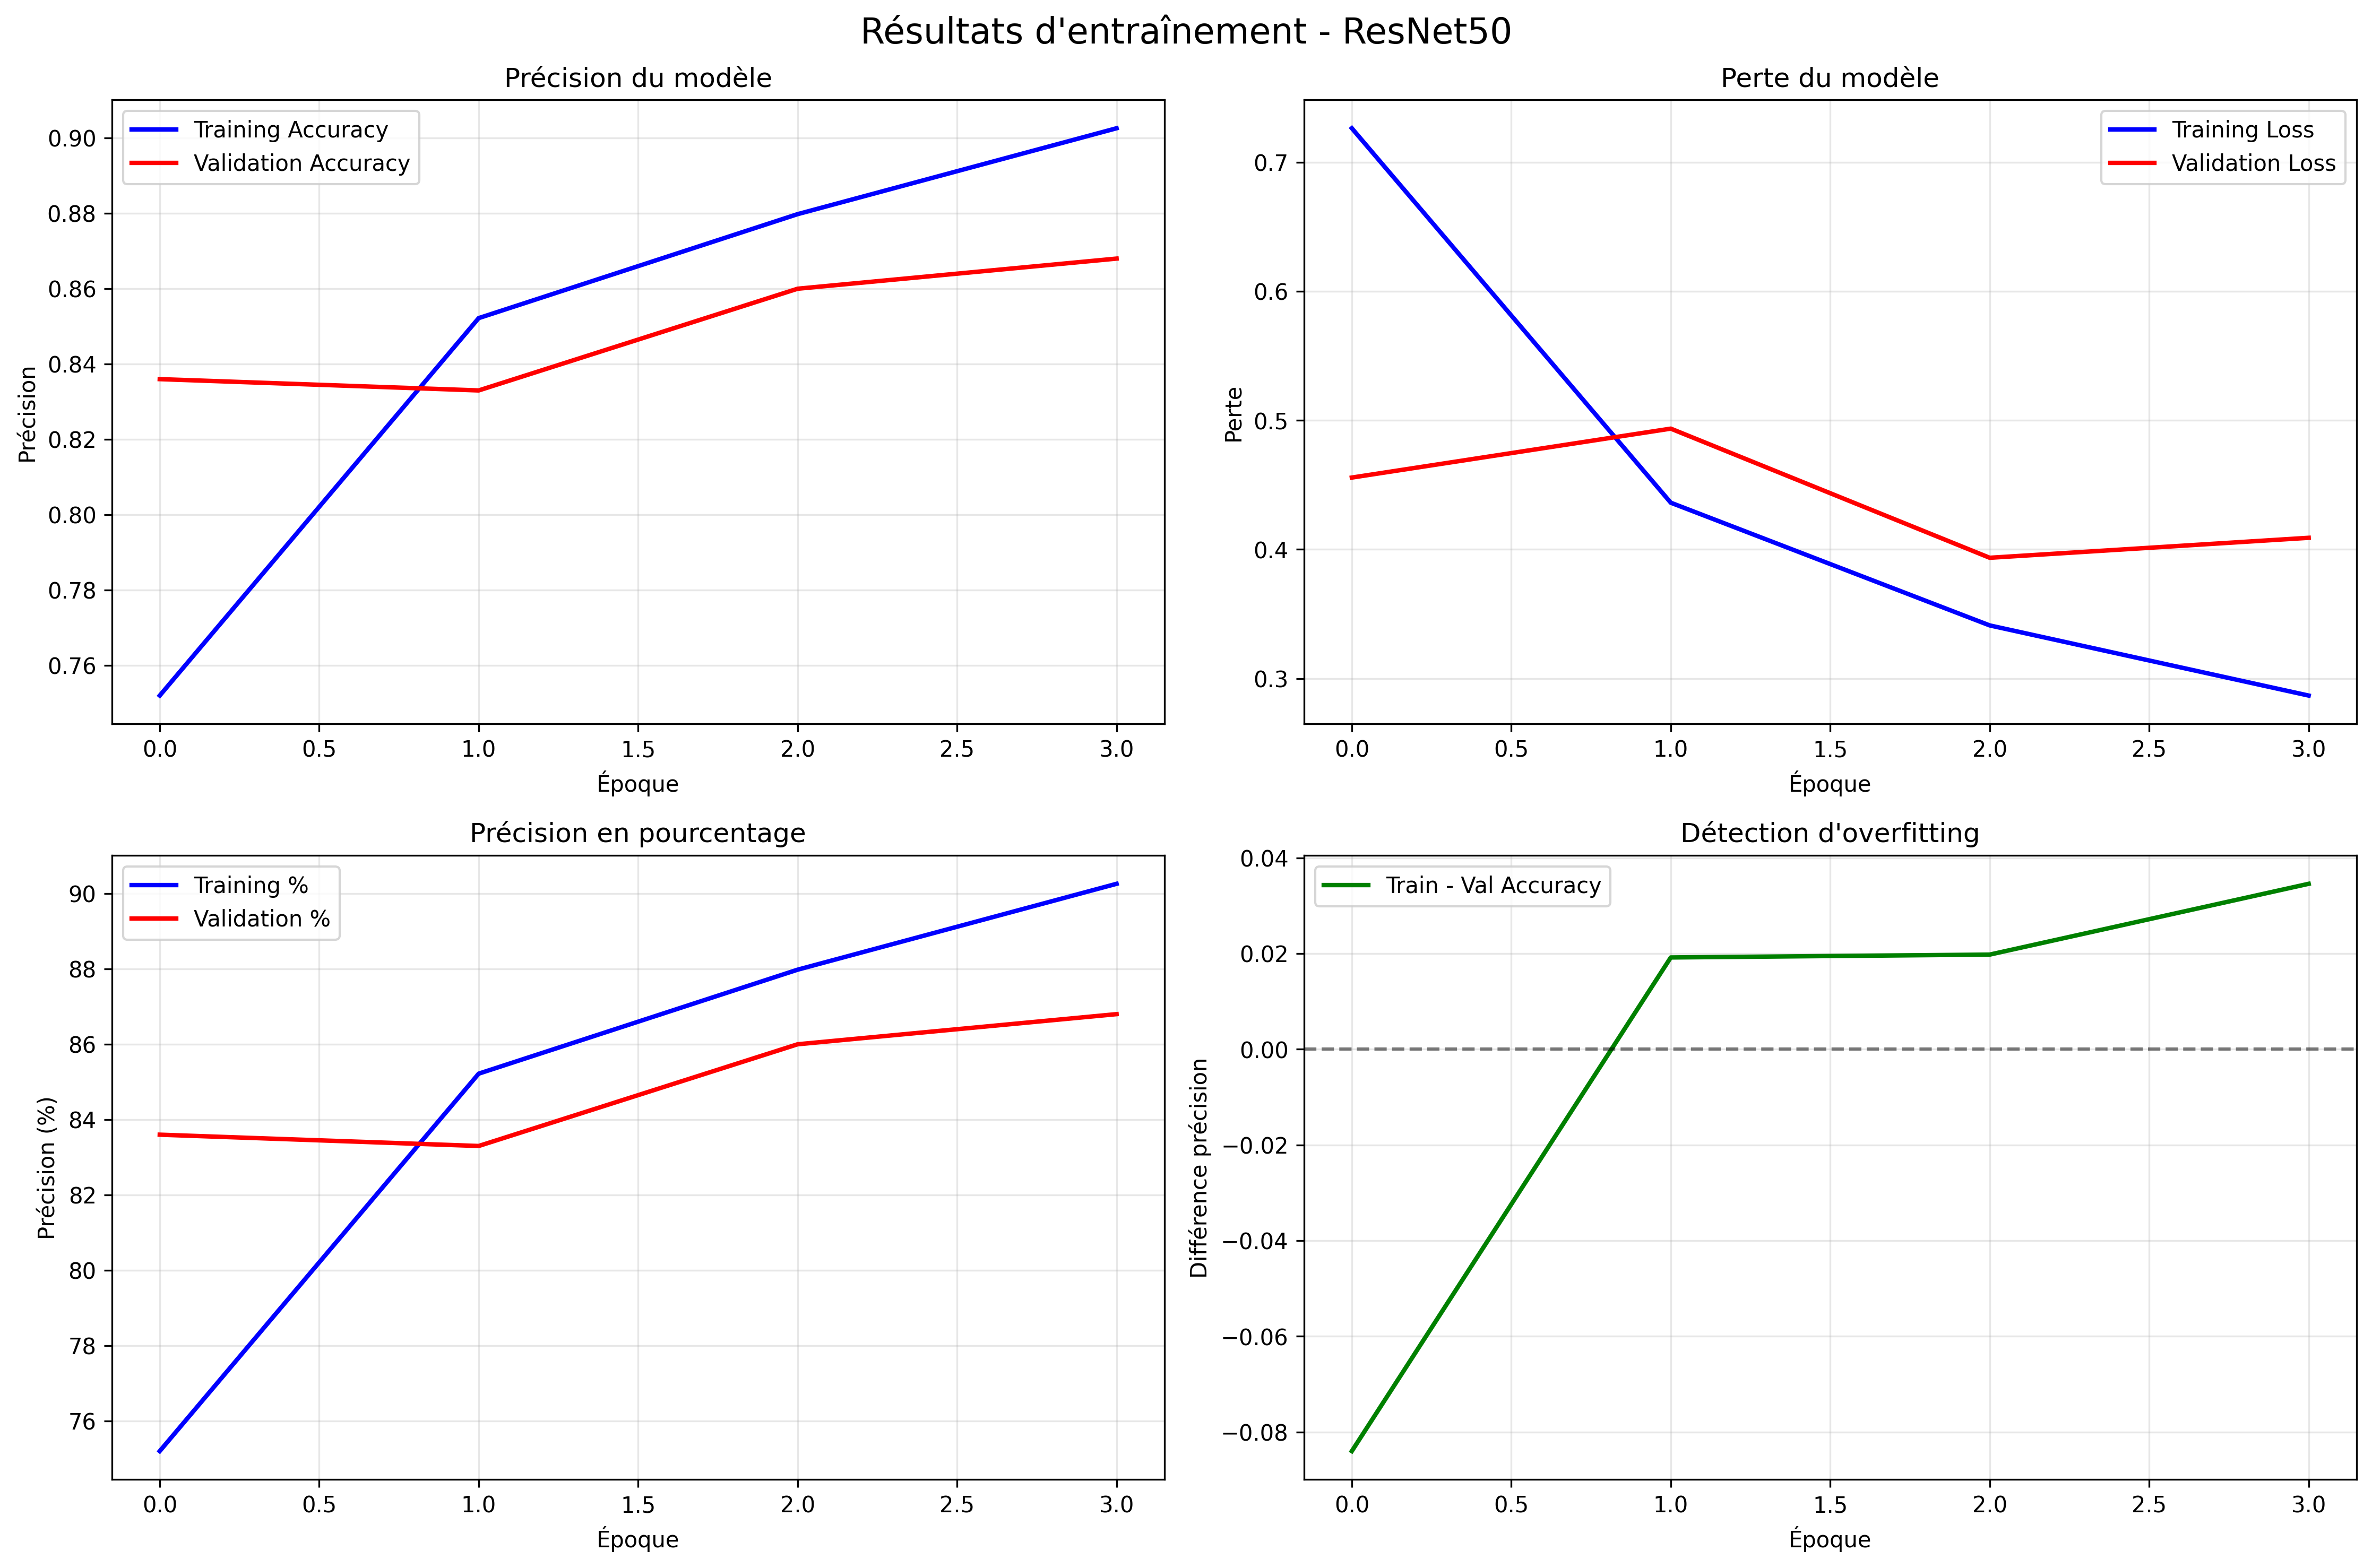 Résultats d'entraînement - ResNet50
Précision du modèle
Training Accuracy
Validation Accuracy
0.90
0.88
0.86
0.84
0.82
0.80
0.78
0.76
Précision
0.0 0.5 1.0 1.5 2.0 2.5 3.0
Époque
Perte du modèle
Training Loss
Validation Loss
0.7
0.6
0.5
0.4
0.3
Perte
0.0 0.5 1.0 1.5 2.0 2.5 3.0
Époque
Précision en pourcentage
Training %
Validation %
90
88
86
84
82
80
78
76
Précision (%)
0.0 0.5 1.0 1.5 2.0 2.5 3.0
Époque
Détection d'overfitting
Train - Val Accuracy
0.04
0.02
0.00
−0.02
−0.04
−0.06
−0.08
Différence précision
0.0 0.5 1.0 1.5 2.0 2.5 3.0
Époque